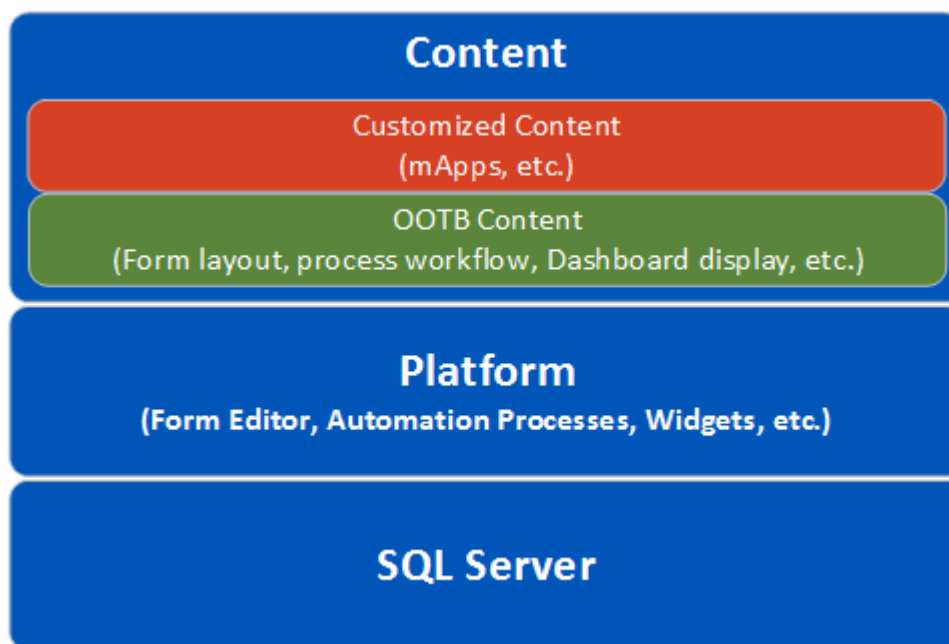 Content
Customized Content
(mApps, etc.)
OOTB Content
(Form layout, process workflow, Dashboard display, etc.)
Platform
(Form Editor, Automation Processes, Widgets, etc.)
SQL Server